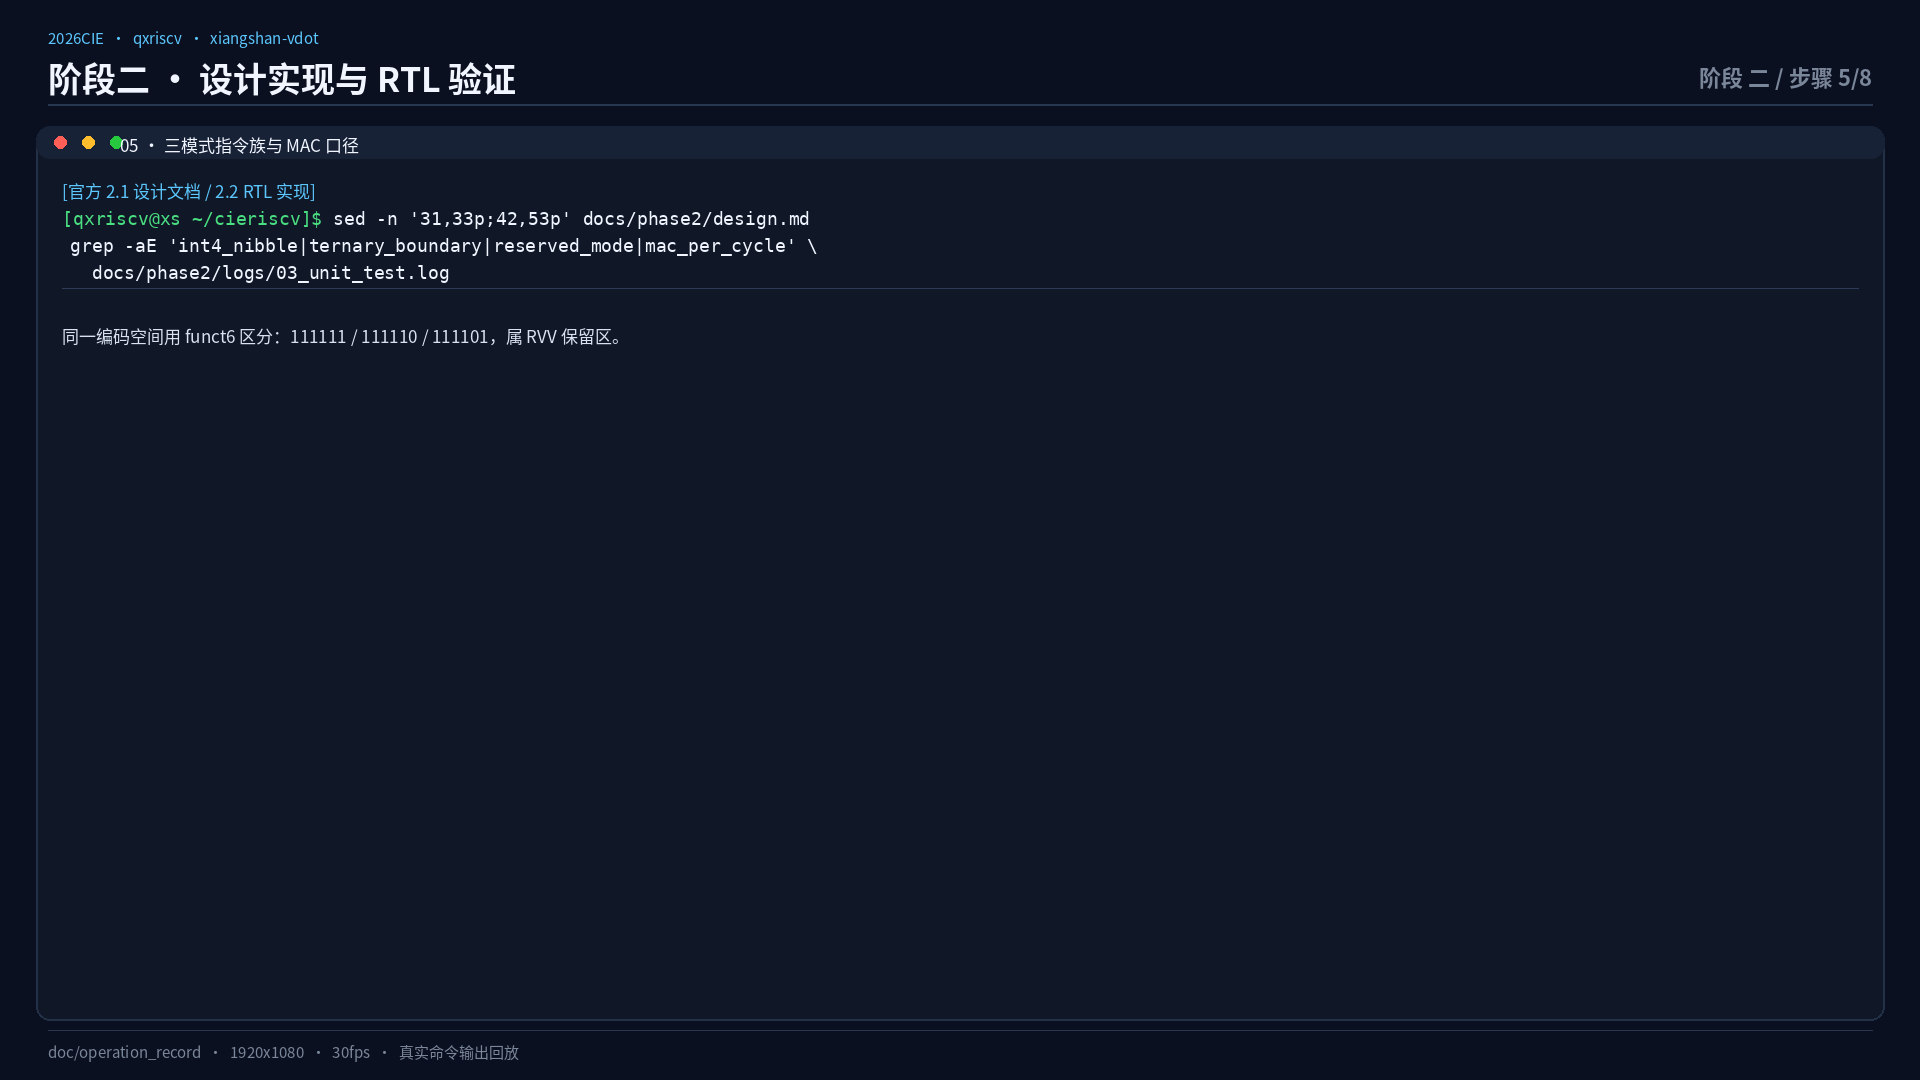 2026CIE · qxriscv · xiangshan-vdot
阶段二 · 设计实现与 RTL 验证
阶段 二 / 步骤 5/8
05 · 三模式指令族与 MAC 口径
[官方 2.1 设计文档 / 2.2 RTL 实现]
[qxriscv@xs ~/cieriscv]$ sed -n '31,33p;42,53p' docs/phase2/design.md
grep -aE 'int4_nibble|ternary_boundary|reserved_mode|mac_per_cycle' \
docs/phase2/logs/03_unit_test.log
同一编码空间用 funct6 区分：111111 / 111110 / 111101，属 RVV 保留区。
doc/operation_record · 1920x1080 · 30fps · 真实命令输出回放